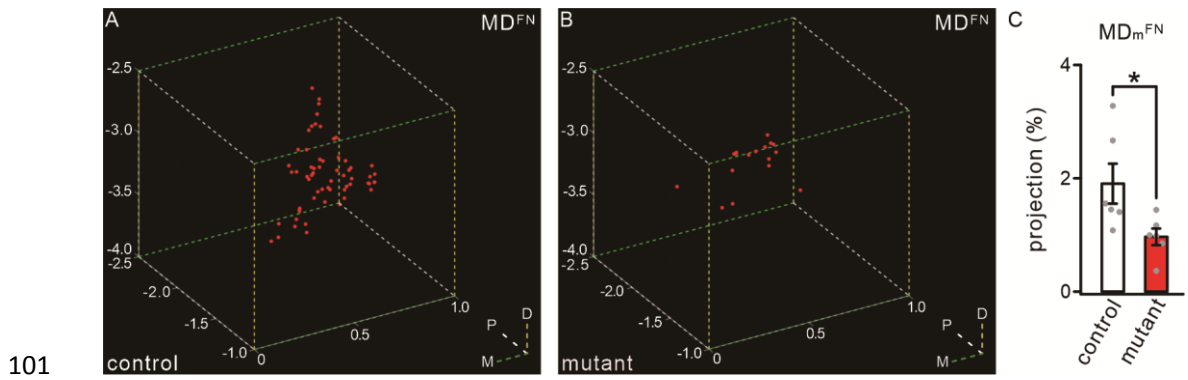 A
MDᶠᴺ
-2.5
-3.0
-3.5
-4.0
-2.5
-2.0
-1.5
-1.0
0
0.5
1.0
D
P
M
control
B
MDᶠᴺ
-2.5
-3.0
-3.5
-4.0
-2.5
-2.0
-1.5
-1.0
0
0.5
1.0
D
P
M
mutant
C
MDₘᶠᴺ
4
*
2
0
projection (%)
control
mutant
101